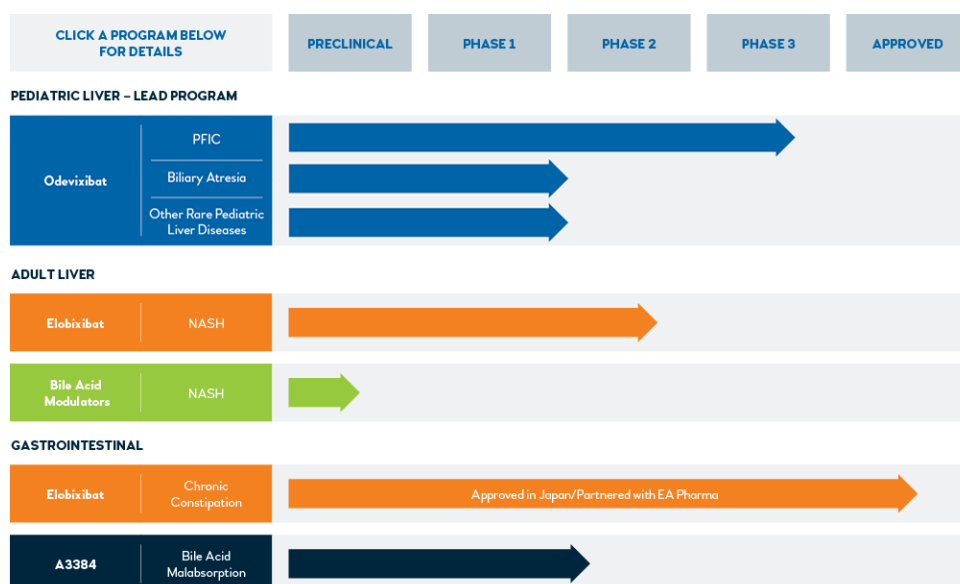 CLICK A PROGRAM BELOW
FOR DETAILS
PRECLINICAL
PHASE 1
PHASE 2
PHASE 3
APPROVED
PEDIATRIC LIVER – LEAD PROGRAM
Odevixibat
PFIC
Biliary Atresia
Other Rare Pediatric
Liver Diseases
ADULT LIVER
Elobixibat
NASH
Bile Acid
Modulators
NASH
GASTROINTESTINAL
Elobixibat
Chronic
Constipation
Approved in Japan/Partnered with EA Pharma
A3384
Bile Acid
Malabsorption